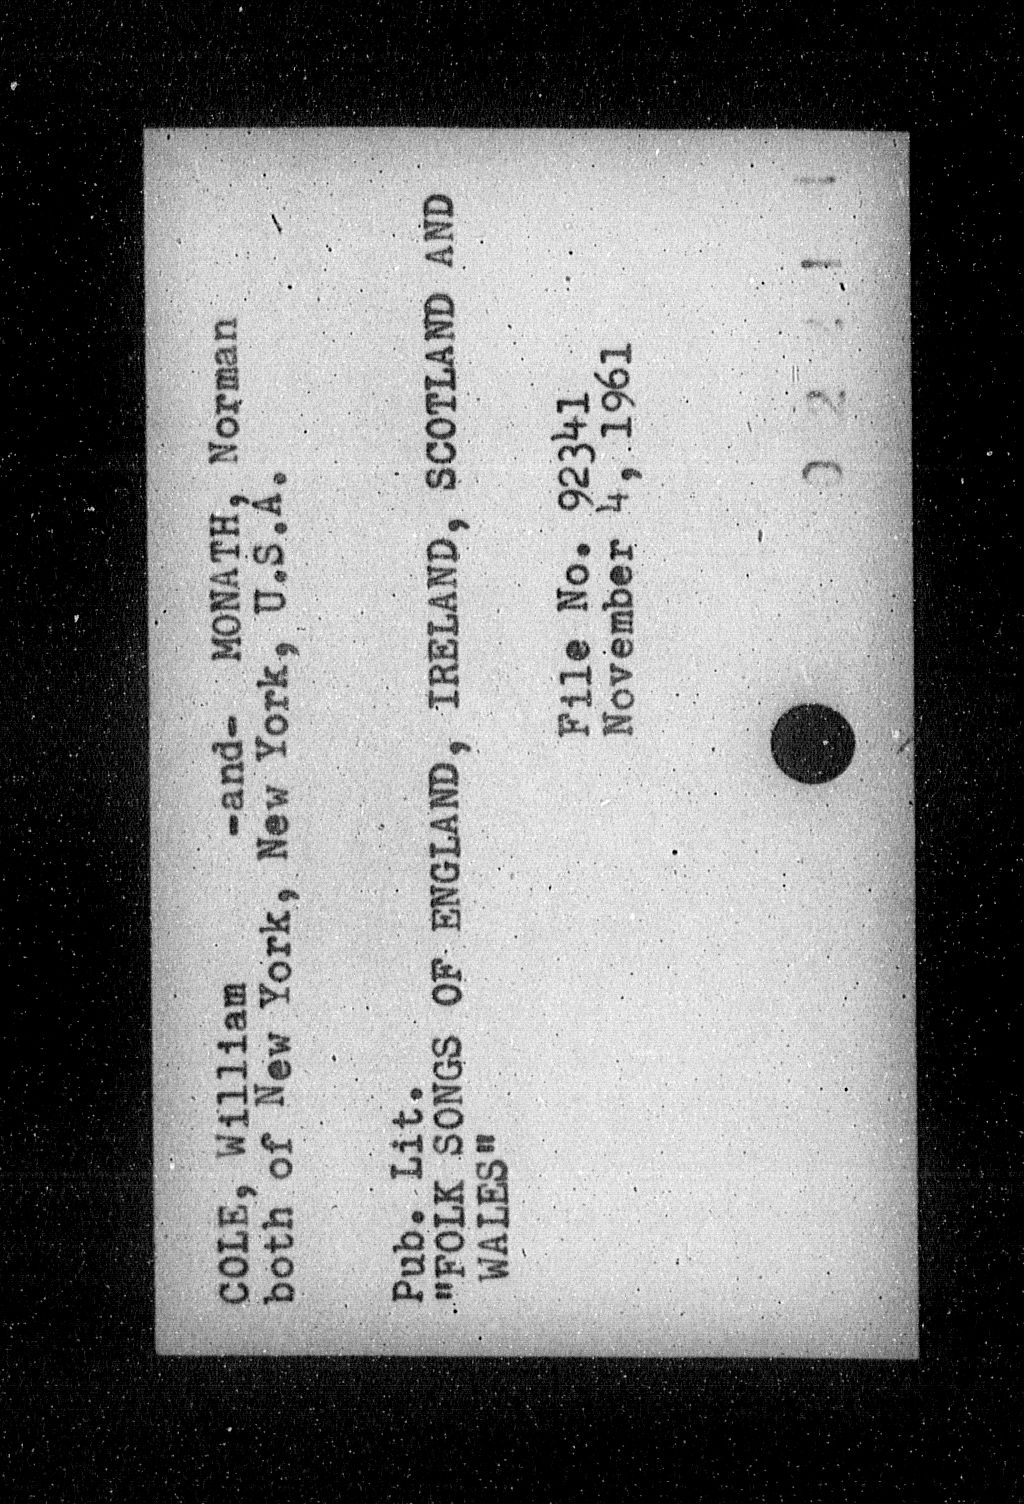 COLE, William -and- MONATH, Norman
both of New York, New York, U.S.A.
Pub. Lit.
"FOLK SONGS OF ENGLAND, IRELAND, SCOTLAND AND
WALES"
File No. 92341
November 4, 1961